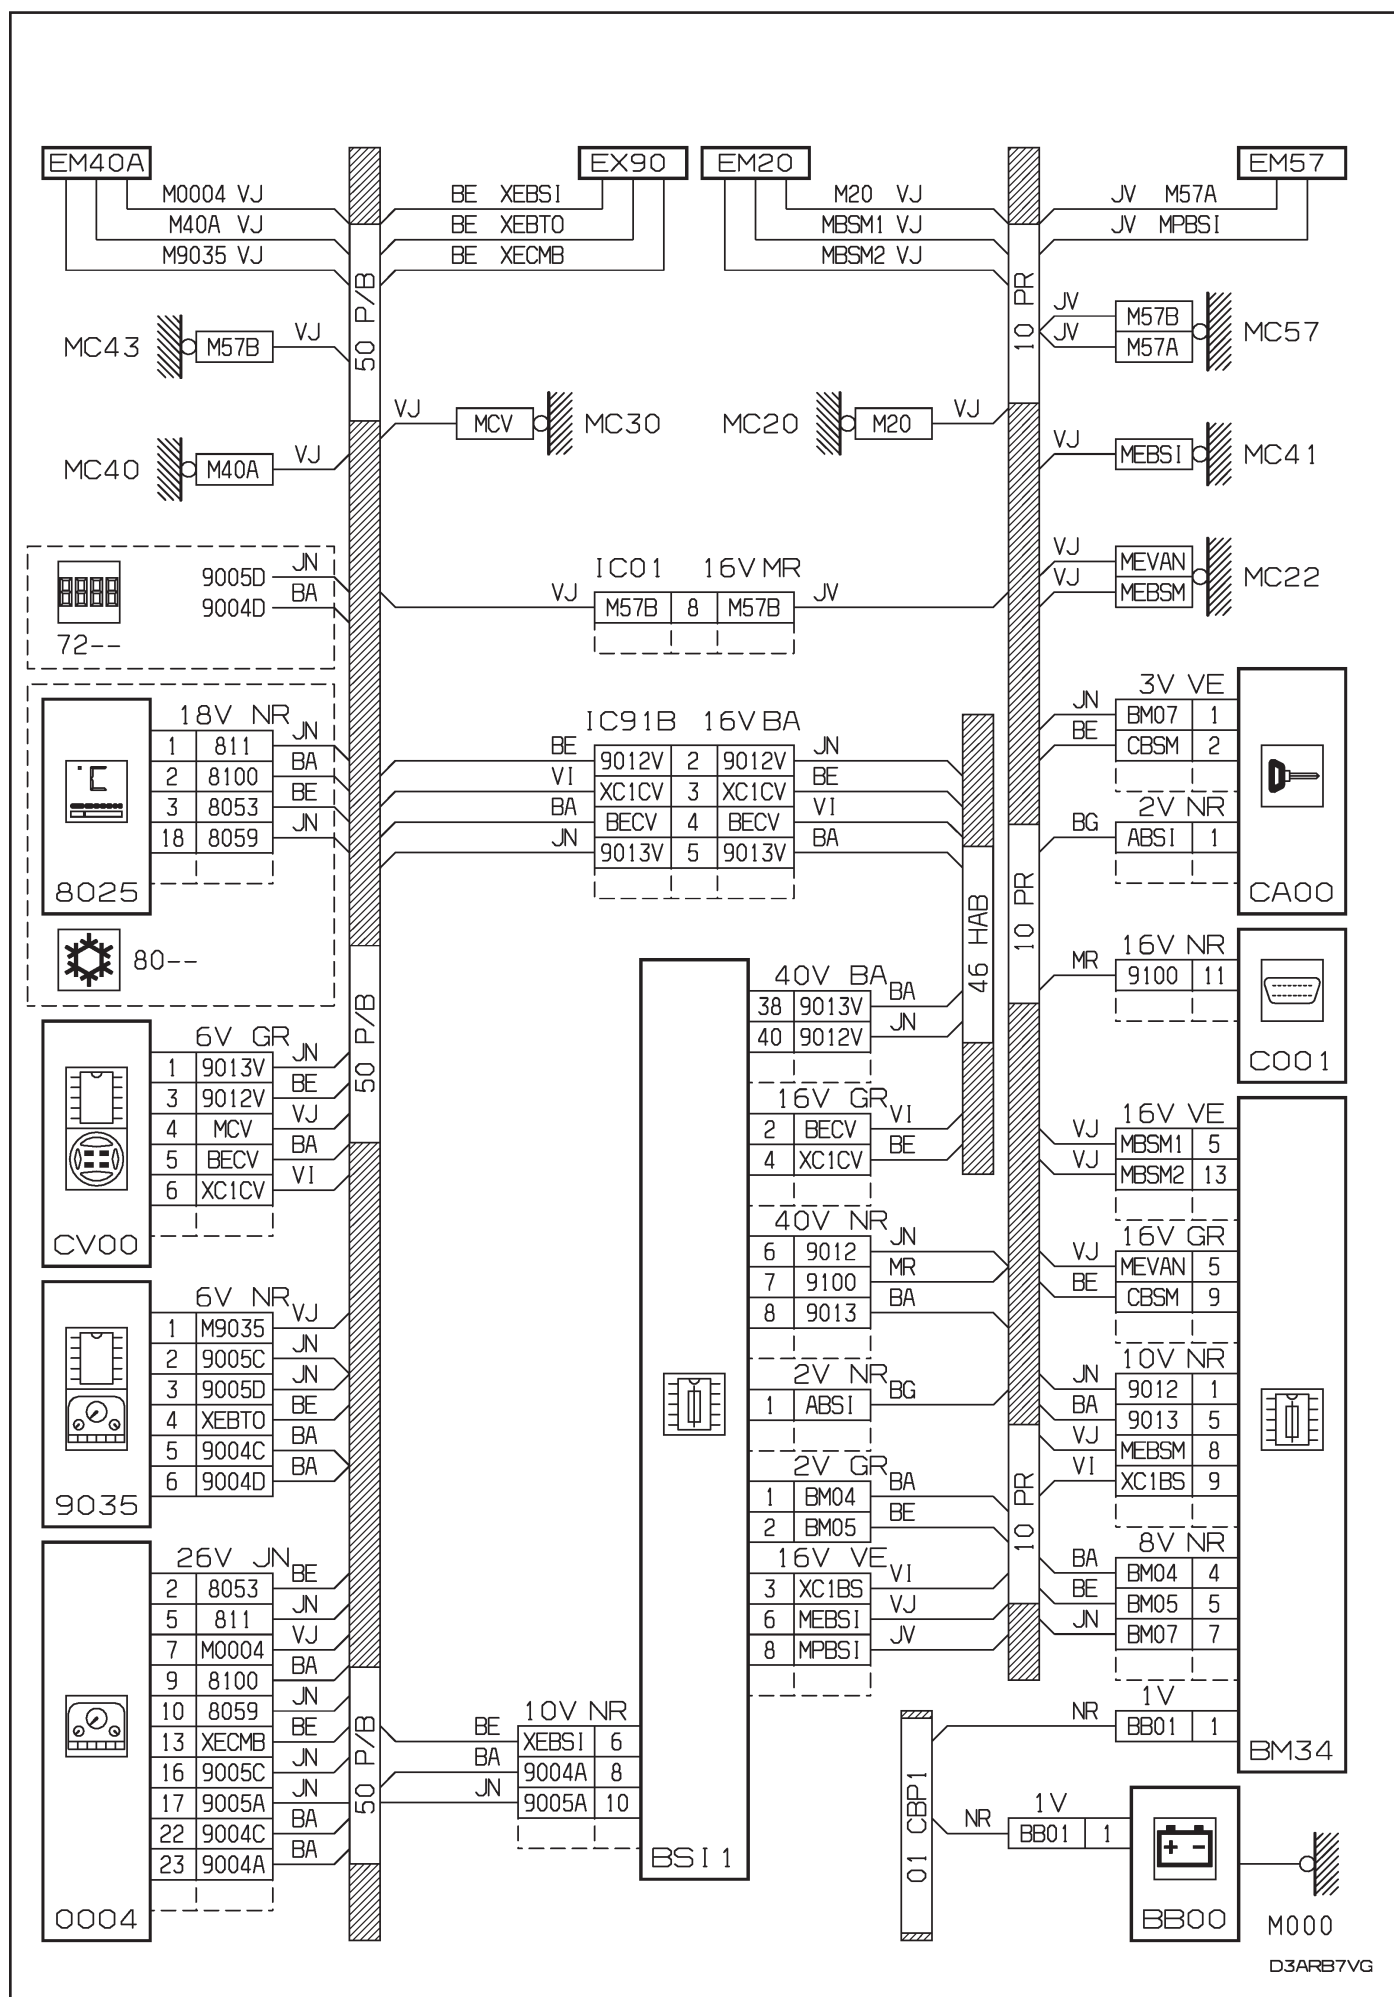 EM40A EX90 EM20 EM57
M0004 VJ BE XEBSI M20 VJ JV M57A
M40A VJ BE XEBTO MBSM1 VJ JV MPBSI
M9035 VJ BE XECMB MBSM2 VJ
50 P/B
10 PR
MC43 M57B VJ
JV M57B
JV M57A
MC57
VJ MCV MC30
MC20 M20 VJ
MC40 M40A VJ
VJ MEBSI MC41
9005D JN
9004D BA
72--
IC01 16V MR
VJ M57B 8 M57B JV
VJ MEVAN
VJ MEBSM
MC22
18V NR
1 811 JN
2 8100 BA
3 8053 BE
18 8059 JN
8025
°C
80--
IC91B 16V BA
BE 9012V 2 9012V JN
VI XC1CV 3 XC1CV BE
BA BECV 4 BECV VI
JN 9013V 5 9013V BA
46 HAB
3V VE
JN BM07 1
BE CBSM 2
2V NR
BG ABSI 1
CA00
10 PR
16V NR
MR 9100 11
C001
50 P/B
6V GR
1 9013V JN
3 9012V BE
4 MCV VJ
5 BECV BA
6 XC1CV VI
CV00
6V NR
1 M9035 VJ
2 9005C JN
3 9005D JN
4 XEBTO BE
5 9004C BA
6 9004D BA
9035
26V JN
2 8053 BE
5 811 JN
7 M0004 VJ
9 8100 BA
10 8059 JN
13 XECMB BE
16 9005C JN
17 9005A JN
22 9004C BA
23 9004A BA
0004
50 P/B
10V NR
BE XEBSI 6
BA 9004A 8
JN 9005A 10
BSI1
40V BA
38 9013V BA
40 9012V JN
16V GR
2 BECV VI
4 XC1CV BE
40V NR
6 9012 JN
7 9100 MR
8 9013 BA
2V NR
1 ABSI BG
2V GR
1 BM04 BA
2 BM05 BE
16V VE
3 XC1BS VI
6 MEBSI VJ
8 MPBSI JV
10 PR
16V VE
VJ MBSM1 5
VJ MBSM2 13
16V GR
VJ MEVAN 5
BE CBSM 9
10V NR
JN 9012 1
BA 9013 5
VJ MEBSM 8
VI XC1BS 9
8V NR
BA BM04 4
BE BM05 5
JN BM07 7
1V
NR BB01 1
BM34
01 CBP1
1V
NR BB01 1
+ -
BB00
M000
D3ARB7VG